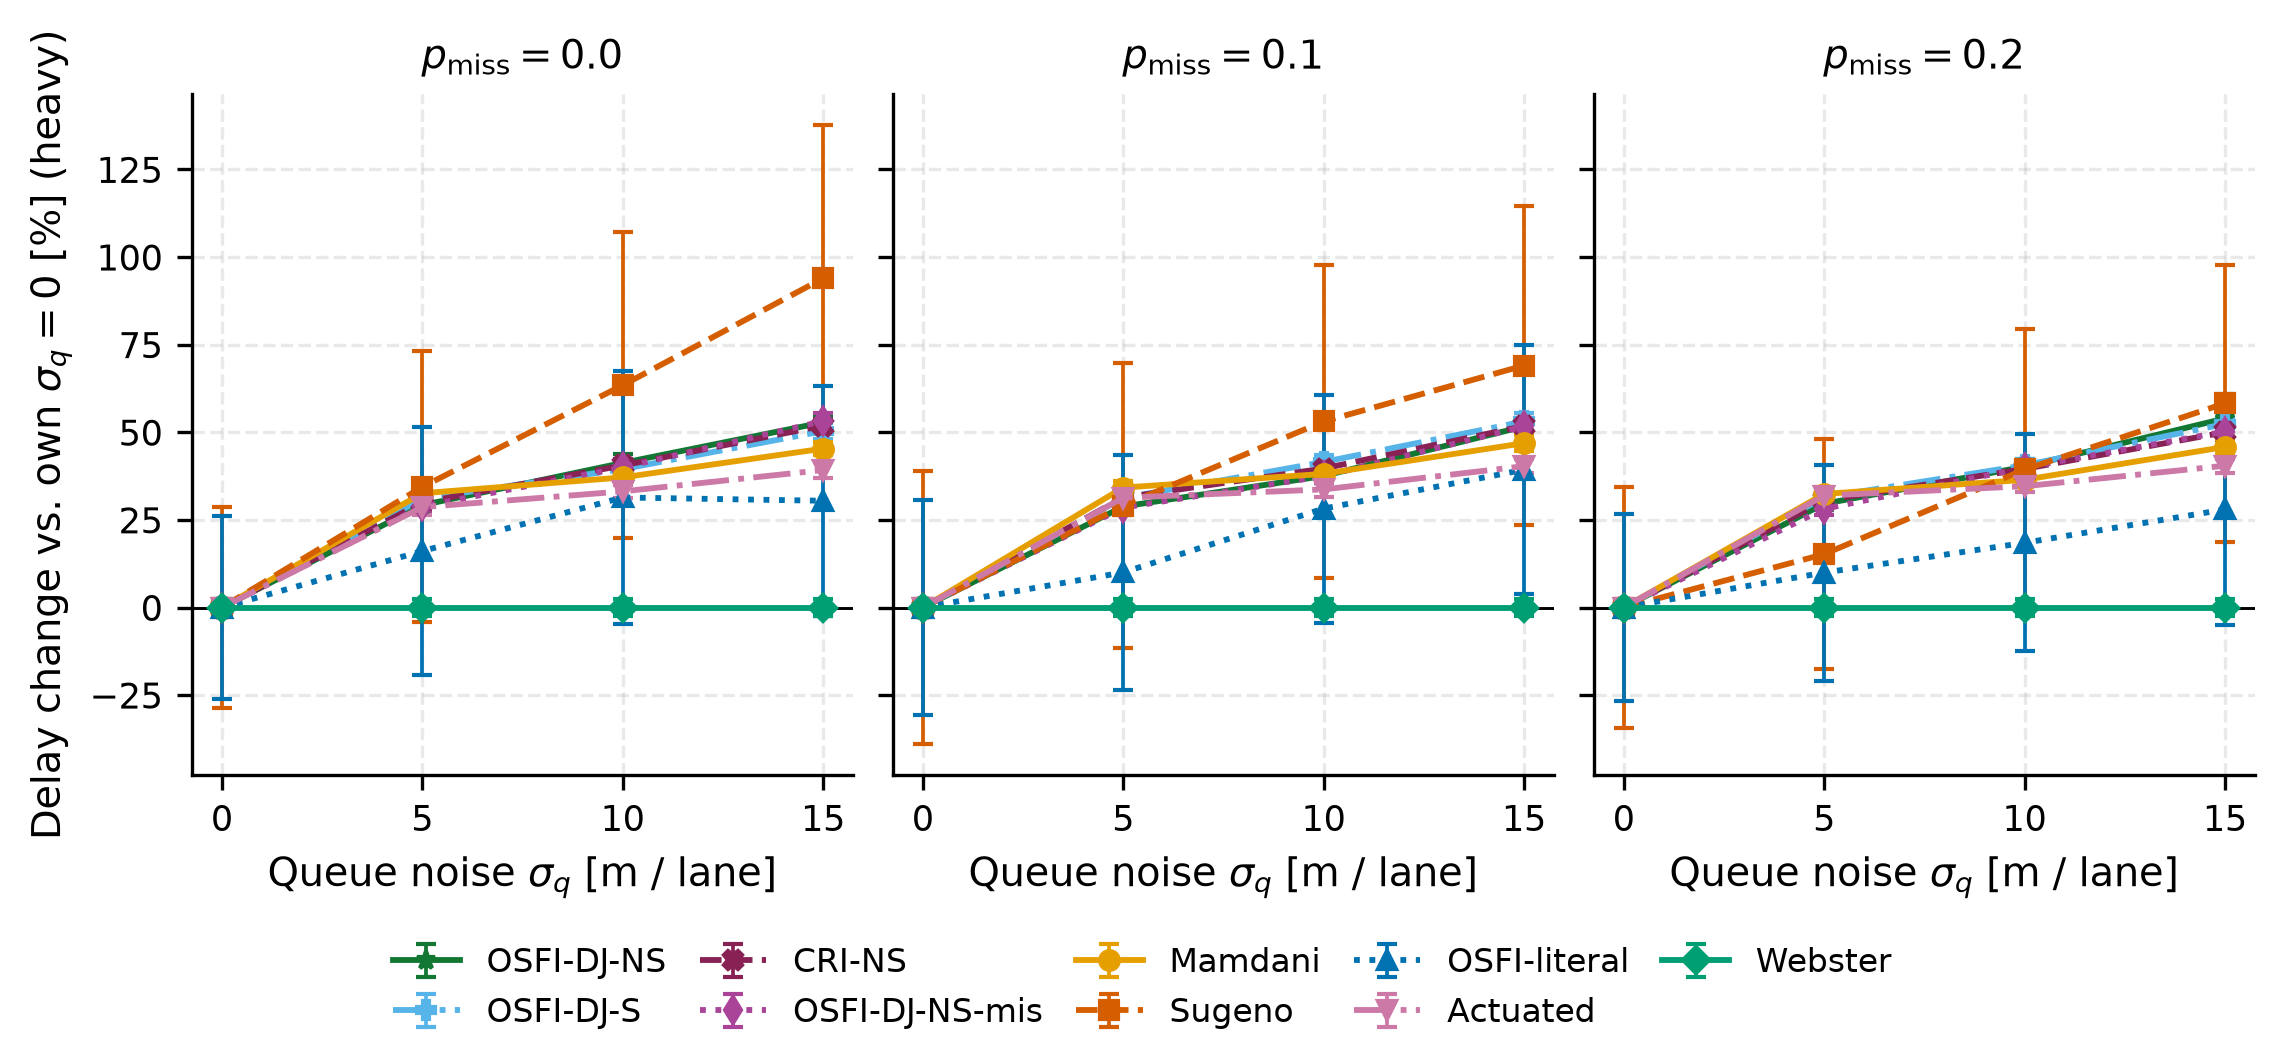 p_miss = 0.0
p_miss = 0.1
p_miss = 0.2
Delay change vs. own σ_q = 0 [%] (heavy)
125
100
75
50
25
0
−25
0 5 10 15
0 5 10 15
0 5 10 15
Queue noise σ_q [m / lane]
Queue noise σ_q [m / lane]
Queue noise σ_q [m / lane]
OSFI-DJ-NS CRI-NS Mamdani OSFI-literal Webster
OSFI-DJ-S OSFI-DJ-NS-mis Sugeno Actuated